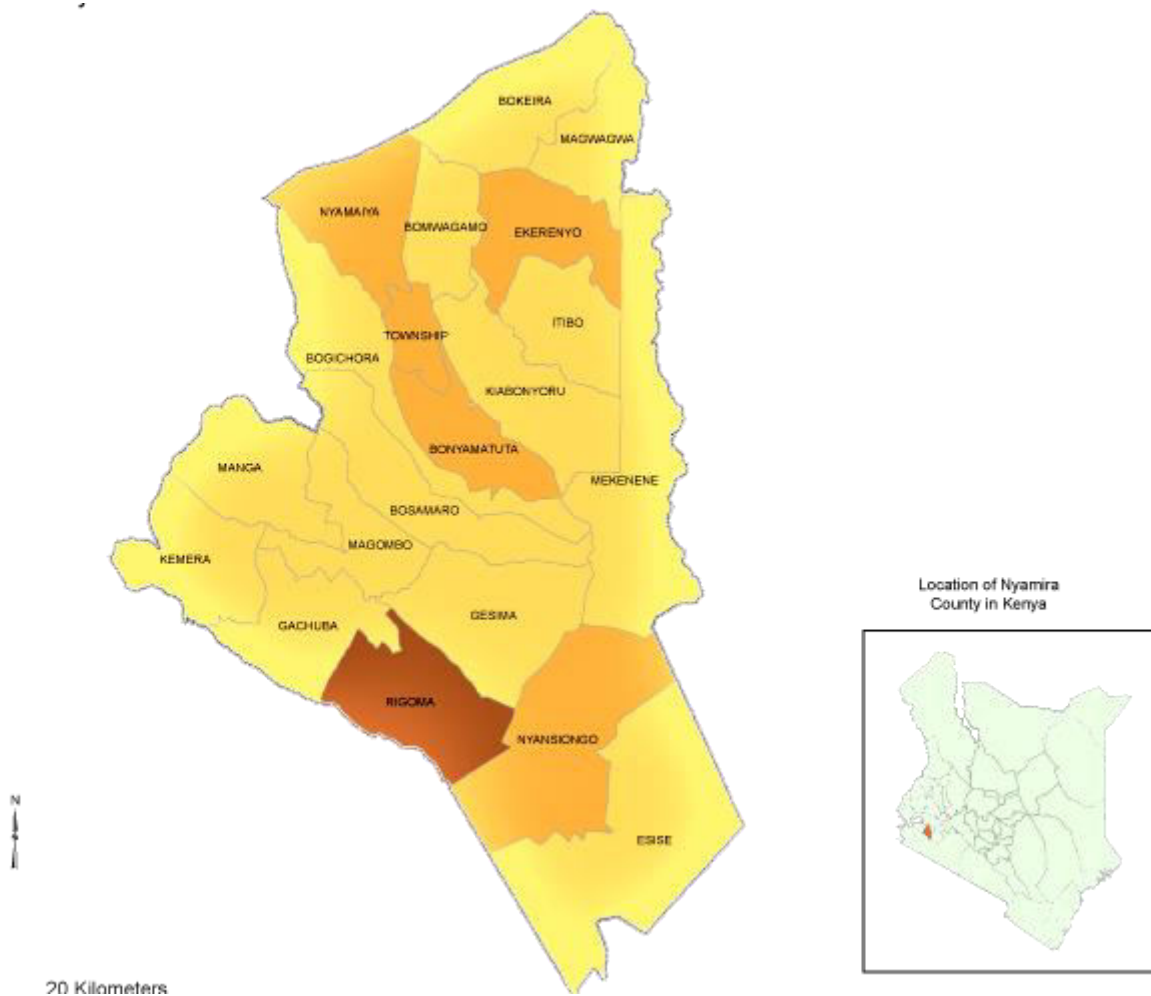 BOKEIRA
MAGWAGWA
NYAMAIYA
BOMWAGAMO
EKERENYO
ITIBO
TOWNSHIP
BOGICHORA
KIABONYORU
BONYAMATUTA
MANGA
MEKENENE
BOSAMARO
MAGOMBO
KEMERA
GESIMA
GACHUBA
RIGOMA
NYANSIONGO
ESISE
Location of Nyamira
County in Kenya
N
20 Kilometers